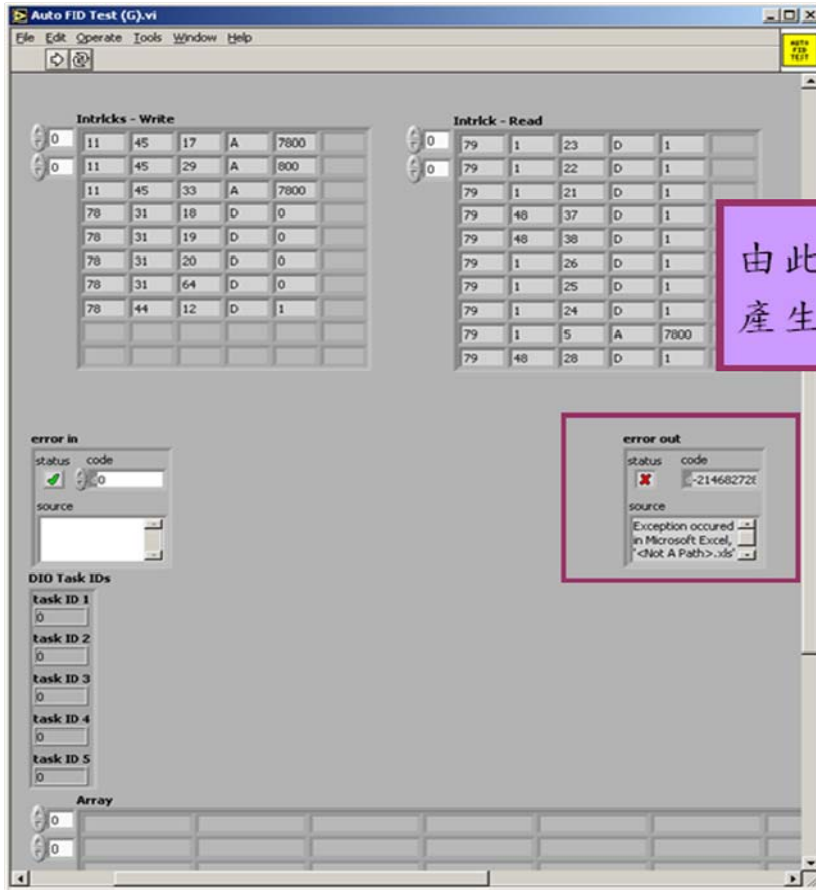 Auto FID Test (G).vi
File Edit Operate Tools Window Help
AUTO
FID
TEST
Intrlcks - Write
0 11 45 17 A 7800
0 11 45 29 A 800
11 45 33 A 7800
78 31 18 D 0
78 31 19 D 0
78 31 20 D 0
78 31 64 D 0
78 44 12 D 1
Intrlck - Read
0 79 1 23 D 1
0 79 1 22 D 1
79 1 21 D 1
79 48 37 D 1
79 48 38 D 1
79 1 26 D 1
79 1 25 D 1
79 1 24 D 1
79 1 5 A 7800
79 48 28 D 1
由此
產生
error in
status code
0
source
error out
status code
-214682728
source
Exception occured
in Microsoft Excel,
"<Not A Path>.xls"
DIO Task IDs
task ID 1
0
task ID 2
0
task ID 3
0
task ID 4
0
task ID 5
0
Array
0
0